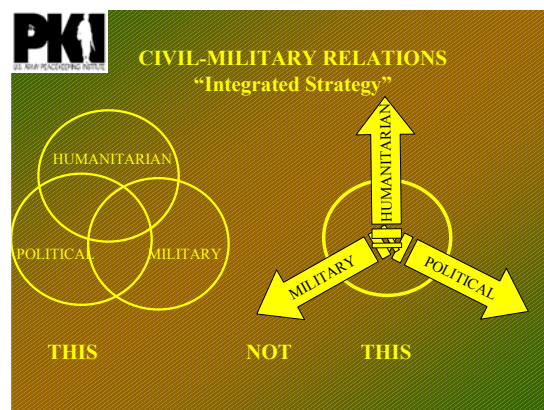 PKI
U.S. ARMY PEACEKEEPING INSTITUTE
CIVIL-MILITARY RELATIONS
“Integrated Strategy”
HUMANITARIAN
POLITICAL
MILITARY
HUMANITARIAN
MILITARY
POLITICAL
THIS
NOT
THIS